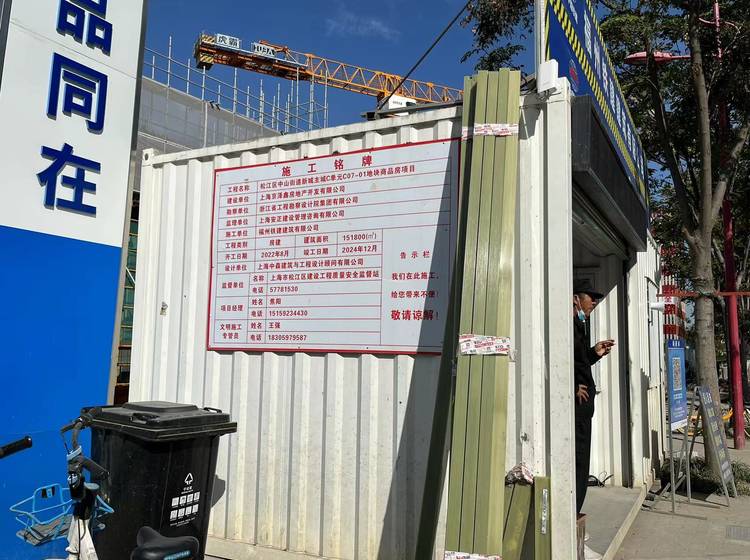 品
同
在
虎霸
施工铭牌
工程名称 松江区中山街道新城主城C单元C07-01地块商品房项目
建设单位 上海京泽鑫房地产开发有限公司
勘察单位 浙江省工程勘察设计院集团有限公司
监理单位 上海安正建设管理咨询有限公司
施工单位 福州铁建建筑有限公司
工程类别 房建 建筑面积 151800(㎡)
开工日期 2022年8月 竣工日期 2024年12月
设计单位 上海中森建筑与工程设计顾问有限公司
监督单位 名称 上海市松江区建设工程质量安全监督站
电话 57781530
项目经理 姓名 焦阳
电话 15159234430
文明施工专管员 姓名 王强
电话 18305979587
告示栏
我们在此施工，
给您带来不便！
敬请谅解！